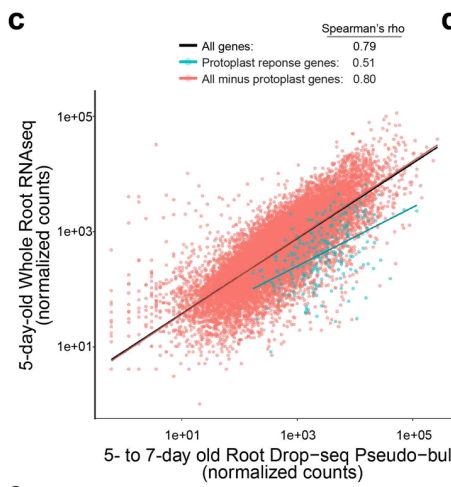 c
Spearman's rho
All genes: 0.79
Protoplast reponse genes: 0.51
All minus protoplast genes: 0.80
5-day-old Whole Root RNAseq
(normalized counts)
1e+05
1e+03
1e+01
1e+01 1e+03 1e+05
5- to 7-day old Root Drop-seq Pseudo-bul
(normalized counts)